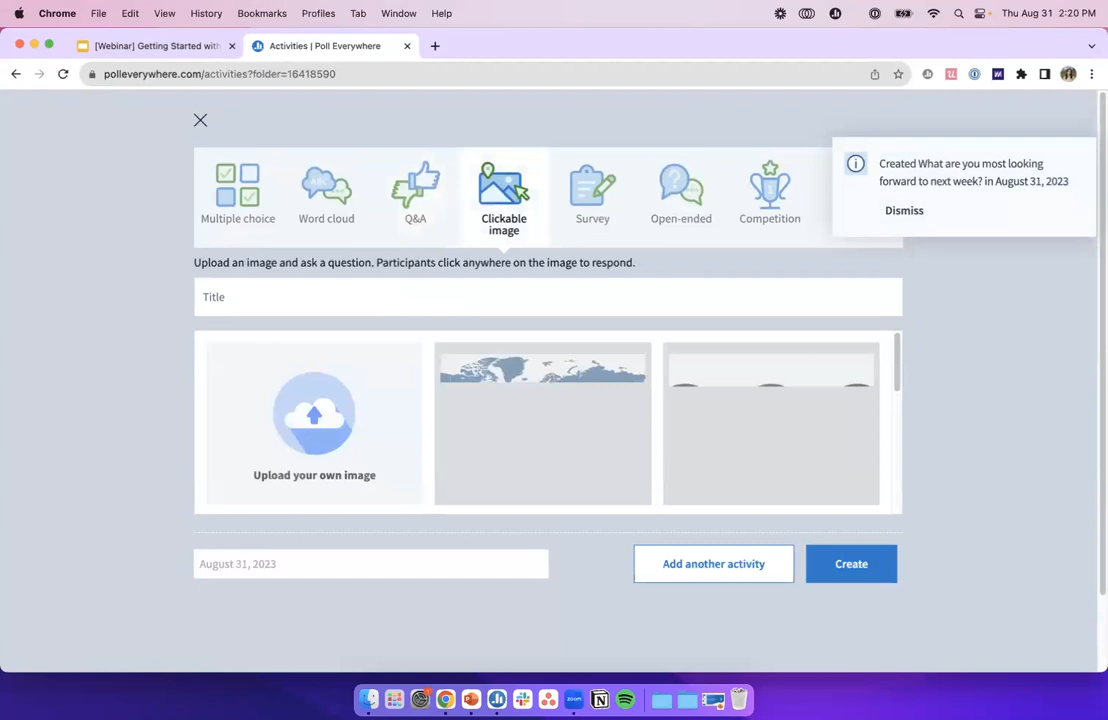 Chrome File Edit View History Bookmarks Profiles Tab Window Help Thu Aug 31 2:20 PM
[Webinar] Getting Started with
Activities | Poll Everywhere
polleverywhere.com/activities?folder=16418590
Multiple choice
Word cloud
Q&A
Clickable
image
Survey
Open-ended
Competition
Created What are you most looking
forward to next week? in August 31, 2023
Dismiss
Upload an image and ask a question. Participants click anywhere on the image to respond.
Title
Upload your own image
August 31, 2023
Add another activity
Create
zoom